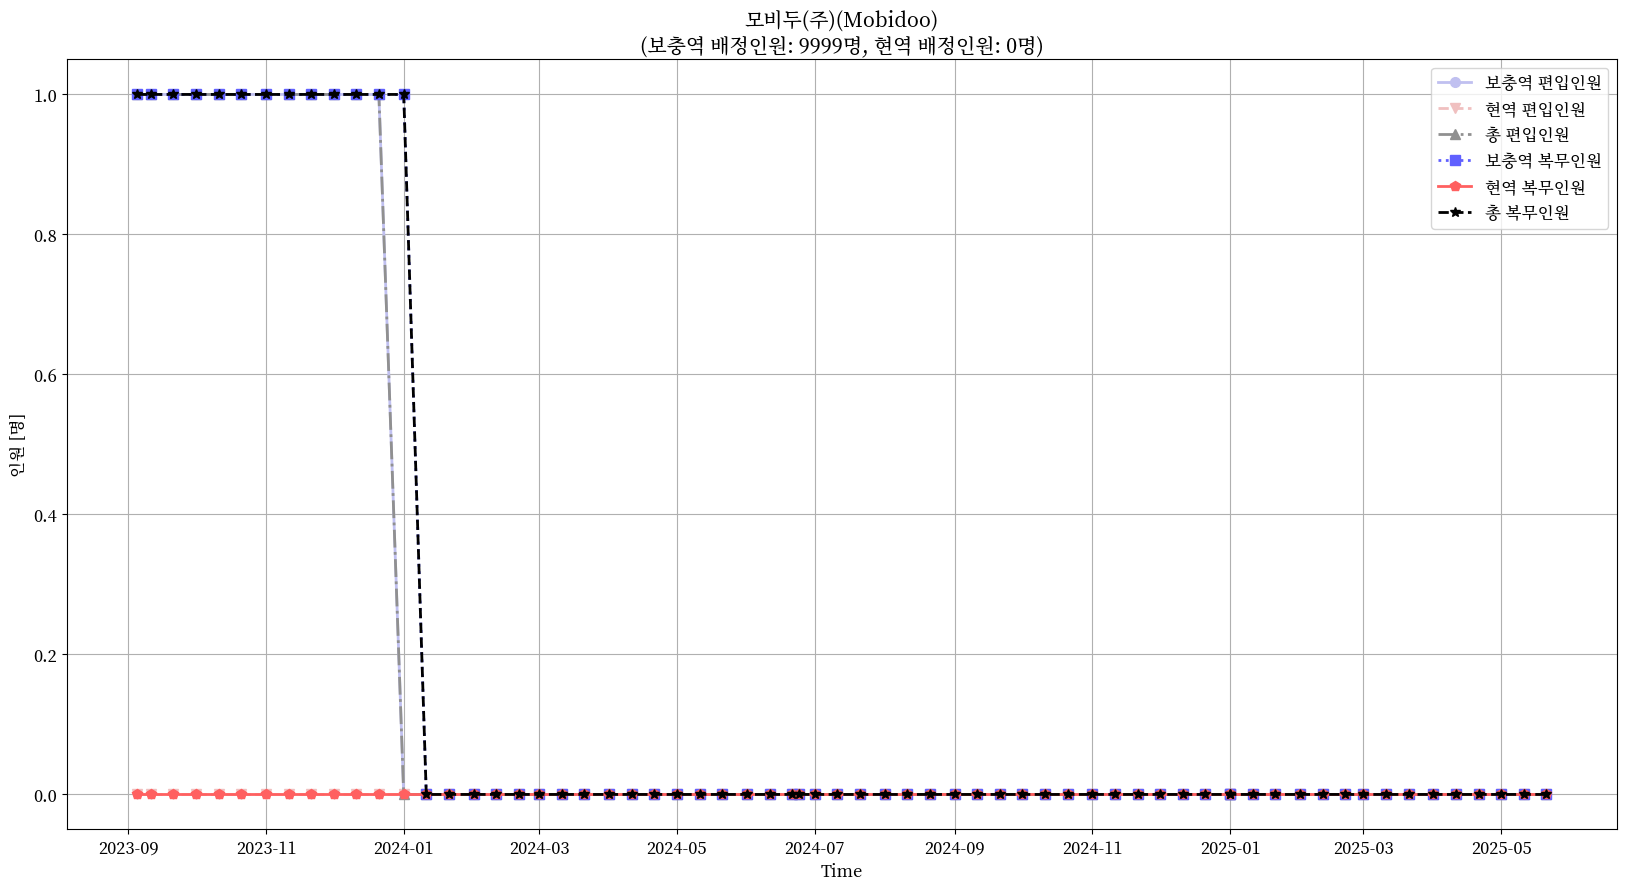 모비두(주)(Mobidoo)
(보충역 배정인원: 9999명, 현역 배정인원: 0명)
보충역 편입인원
현역 편입인원
총 편입인원
보충역 복무인원
현역 복무인원
총 복무인원
인원 [명]
1.0
0.8
0.6
0.4
0.2
0.0
2023-09
2023-11
2024-01
2024-03
2024-05
2024-07
2024-09
2024-11
2025-01
2025-03
2025-05
Time